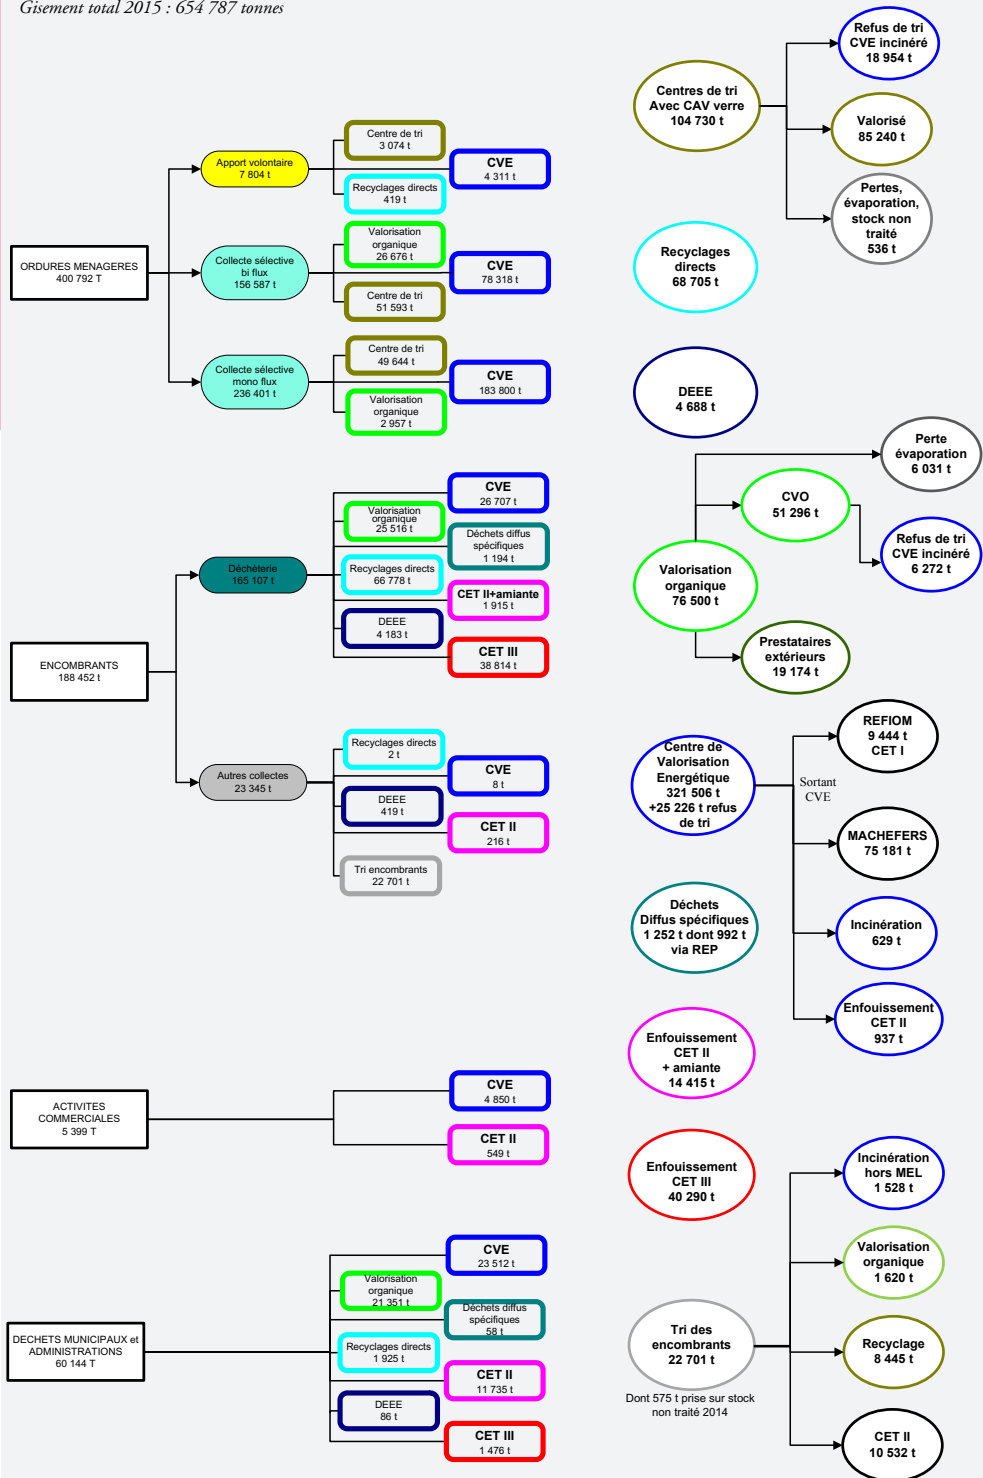 Gisement total 2015 : 654 787 tonnes
ORDURES MENAGERES
400 792 T
Apport volontaire
7 804 t
Centre de tri
3 074 t
CVE
4 311 t
Recyclages directs
419 t
Collecte sélective
bi flux
156 587 t
Valorisation
organique
26 676 t
CVE
78 318 t
Centre de tri
51 593 t
Collecte sélective
mono flux
236 401 t
Centre de tri
49 644 t
CVE
183 800 t
Valorisation
organique
2 957 t
ENCOMBRANTS
188 452 t
Déchèterie
165 107 t
CVE
26 707 t
Valorisation
organique
25 516 t
Déchets diffus
spécifiques
1 194 t
Recyclages directs
66 778 t
CET II+amiante
1 915 t
DEEE
4 183 t
CET III
38 814 t
Autres collectes
23 345 t
Recyclages directs
2 t
CVE
8 t
DEEE
419 t
CET II
216 t
Tri encombrants
22 701 t
ACTIVITES
COMMERCIALES
5 399 T
CVE
4 850 t
CET II
549 t
DECHETS MUNICIPAUX et
ADMINISTRATIONS
60 144 T
CVE
23 512 t
Valorisation
organique
21 351 t
Déchets diffus
spécifiques
58 t
Recyclages directs
1 925 t
CET II
11 735 t
DEEE
86 t
CET III
1 476 t
Centres de tri
Avec CAV verre
104 730 t
Refus de tri
CVE incinéré
18 954 t
Valorisé
85 240 t
Pertes,
évaporation,
stock non
traité
536 t
Recyclages
directs
68 705 t
DEEE
4 688 t
Valorisation
organique
76 500 t
Perte
évaporation
6 031 t
CVO
51 296 t
Refus de tri
CVE incinéré
6 272 t
Prestataires
extérieurs
19 174 t
Centre de
Valorisation
Energétique
321 506 t
+25 226 t refus
de tri
Sortant
CVE
REFIOM
9 444 t
CET I
MACHEFERS
75 181 t
Incinération
629 t
Enfouissement
CET II
937 t
Déchets
Diffus spécifiques
1 252 t dont 992 t
via REP
Enfouissement
CET II
+ amiante
14 415 t
Enfouissement
CET III
40 290 t
Tri des
encombrants
22 701 t
Dont 575 t prise sur stock
non traité 2014
Incinération
hors MEL
1 528 t
Valorisation
organique
1 620 t
Recyclage
8 445 t
CET II
10 532 t